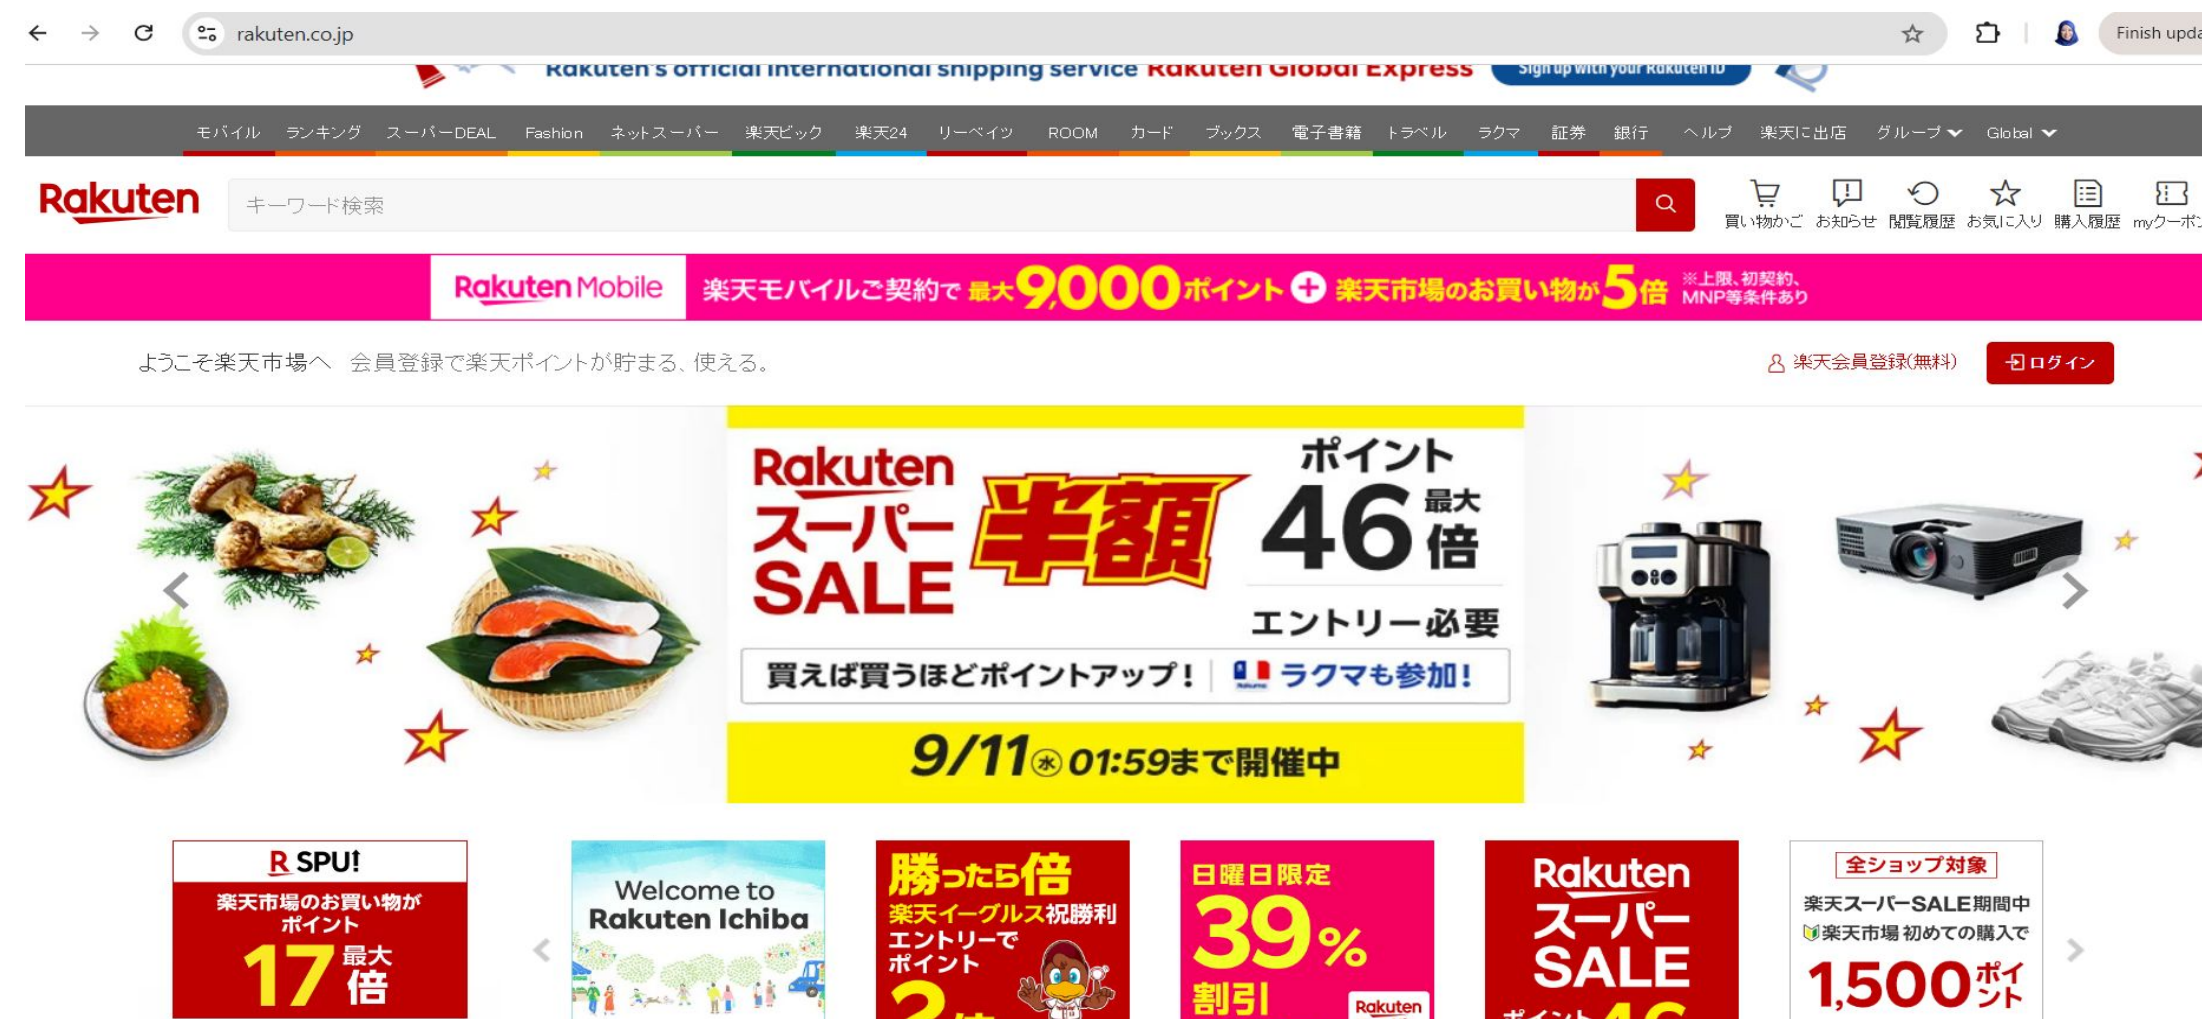 rakuten.co.jp
Finish upda
Rakuten's official international shipping service Rakuten Global Express Sign up with your Rakuten ID
モバイル ランキング スーパーDEAL Fashion ネットスーパー 楽天ビック 楽天24 リーベイツ ROOM カード ブックス 電子書籍 トラベル ラクマ 証券 銀行 ヘルプ 楽天に出店 グループ Global
Rakuten キーワード検索
買い物かご お知らせ 閲覧履歴 お気に入り 購入履歴 myクーポン
Rakuten Mobile 楽天モバイルご契約で 最大9,000ポイント + 楽天市場のお買い物が5倍 ※上限、初契約、
MNP等条件あり
ようこそ楽天市場へ 会員登録で楽天ポイントが貯まる、使える。 楽天会員登録(無料) ログイン
Rakuten
スーパー
SALE
半額
ポイント
46最大倍
エントリー必要
買えば買うほどポイントアップ! ラクマも参加!
9/11(水)01:59まで開催中
R SPU!
楽天市場のお買い物が
ポイント
17最大倍
Welcome to
Rakuten Ichiba
勝ったら倍
楽天イーグルス祝勝利
エントリーで
ポイント
2倍
日曜日限定
39%
割引
Rakuten
Rakuten
スーパー
SALE
ポイント46
全ショップ対象
楽天スーパーSALE期間中
楽天市場 初めての購入で
1,500ポイント